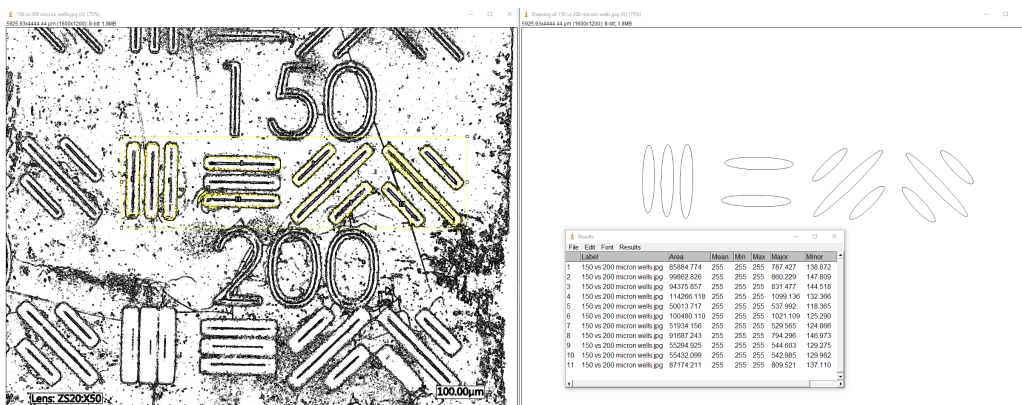 150 vs 200 micron wells.jpg (G) (75%)
5925.93x4444.44 µm (1600x1200); 8-bit; 1.8MB
150
200
Lens: ZS20:X50
100.00µm
Drawing of 150 vs 200 micron wells.jpg (G) (75%)
5925.93x4444.44 µm (1600x1200); 8-bit; 1.8MB
Results
File Edit Font Results
Label Area Mean Min Max Major Minor
1 150 vs 200 micron wells.jpg 85884.774 255 255 255 787.427 138.872
2 150 vs 200 micron wells.jpg 99862.826 255 255 255 860.229 147.809
3 150 vs 200 micron wells.jpg 94375.857 255 255 255 831.477 144.518
4 150 vs 200 micron wells.jpg 114266.118 255 255 255 1099.136 132.366
5 150 vs 200 micron wells.jpg 50013.717 255 255 255 537.992 118.365
6 150 vs 200 micron wells.jpg 100480.110 255 255 255 1021.109 125.290
7 150 vs 200 micron wells.jpg 51934.156 255 255 255 529.565 124.866
8 150 vs 200 micron wells.jpg 91687.243 255 255 255 794.296 146.973
9 150 vs 200 micron wells.jpg 55294.925 255 255 255 544.603 129.275
10 150 vs 200 micron wells.jpg 55432.099 255 255 255 542.985 129.982
11 150 vs 200 micron wells.jpg 87174.211 255 255 255 809.521 137.110